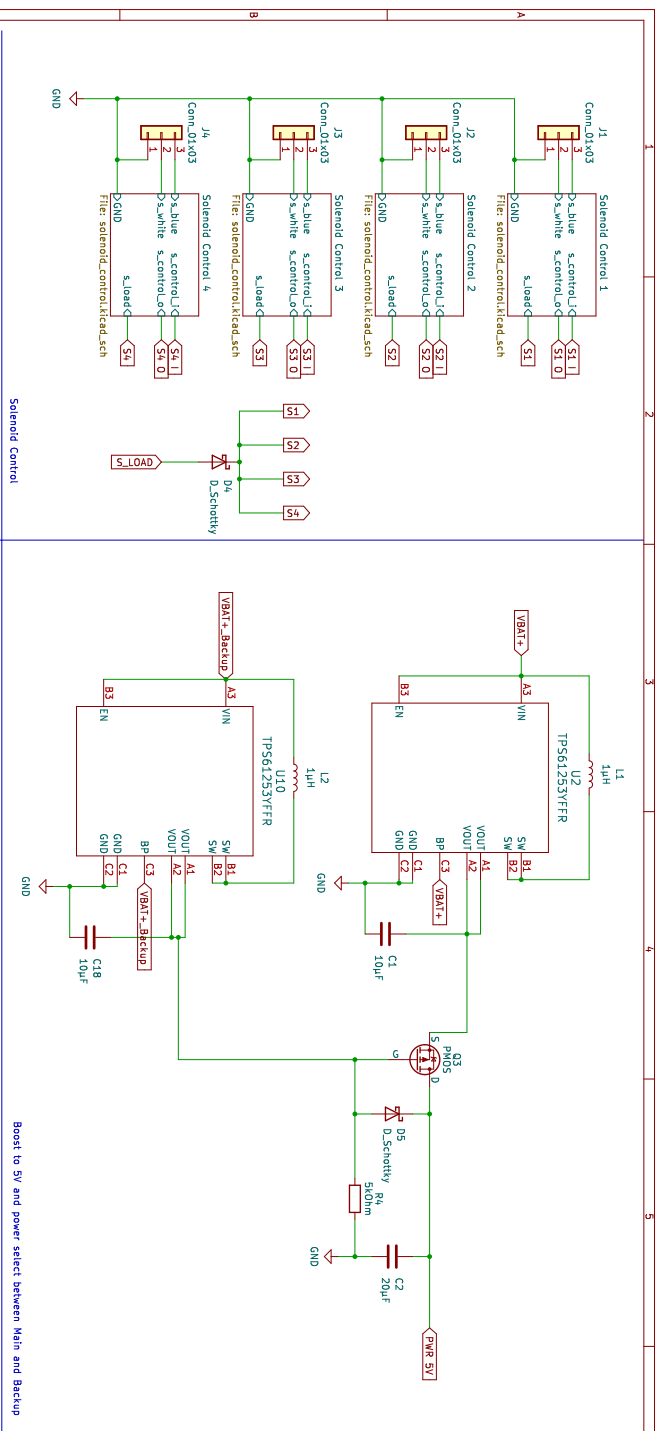 A
B
1
2
3
4
5
J1
Conn_01x03
3
2
1
Solenoid Control 1
s_blue
s_white
GND
s_control_i
s_control_o
s_load
File: solenoid_control.kicad_sch
S1 I
S1 O
S1
J2
Conn_01x03
3
2
1
Solenoid Control 2
s_blue
s_white
GND
s_control_i
s_control_o
s_load
File: solenoid_control.kicad_sch
S2 I
S2 O
S2
J3
Conn_01x03
3
2
1
Solenoid Control 3
s_blue
s_white
GND
s_control_i
s_control_o
s_load
File: solenoid_control.kicad_sch
S3 I
S3 O
S3
J4
Conn_01x03
3
2
1
Solenoid Control 4
s_blue
s_white
GND
s_control_i
s_control_o
s_load
File: solenoid_control.kicad_sch
S4 I
S4 O
S4
GND
S1
S2
S3
S4
D4
D_Schottky
S_LOAD
Solenoid Control
L1
1µH
VBAT+
U2
TPS61253YFFR
A3
VIN
B3
EN
SW
B1
SW
B2
VOUT
A1
VOUT
A2
BP
C3
GND
C1
GND
C2
VBAT+
GND
C1
10µF
L2
1µH
VBAT+_Backup
U10
TPS61253YFFR
A3
VIN
B3
EN
SW
B1
SW
B2
VOUT
A1
VOUT
A2
BP
C3
GND
C1
GND
C2
VBAT+_Backup
GND
C18
10µF
Q3
PMOS
S
G
D
D5
D_Schottky
R4
5kOhm
GND
C2
20µF
PWR 5V
Boost to 5V and power select between Main and Backup